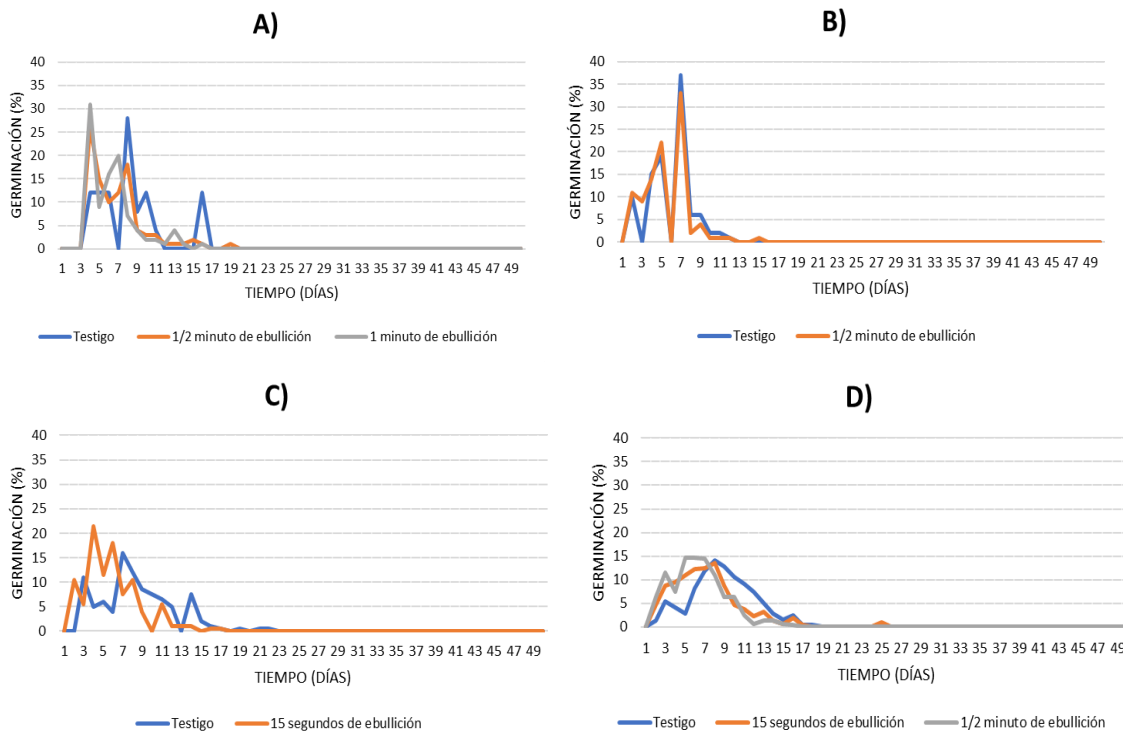 A)
GERMINACIÓN (%)
40
35
30
25
20
15
10
5
0
1 3 5 7 9 11 13 15 17 19 21 23 25 27 29 31 33 35 37 39 41 43 45 47 49
TIEMPO (DÍAS)
Testigo 1/2 minuto de ebullición 1 minuto de ebullición
B)
GERMINACIÓN (%)
40
35
30
25
20
15
10
5
0
1 3 5 7 9 11 13 15 17 19 21 23 25 27 29 31 33 35 37 39 41 43 45 47 49
TIEMPO (DÍAS)
Testigo 1/2 minuto de ebullición
C)
GERMINACIÓN (%)
40
35
30
25
20
15
10
5
0
1 3 5 7 9 11 13 15 17 19 21 23 25 27 29 31 33 35 37 39 41 43 45 47 49
TIEMPO (DÍAS)
Testigo 15 segundos de ebullición
D)
GERMINACIÓN (%)
40
35
30
25
20
15
10
5
0
1 3 5 7 9 11 13 15 17 19 21 23 25 27 29 31 33 35 37 39 41 43 45 47 49
TIEMPO (DÍAS)
Testigo 15 segundos de ebullición 1/2 minuto de ebullición